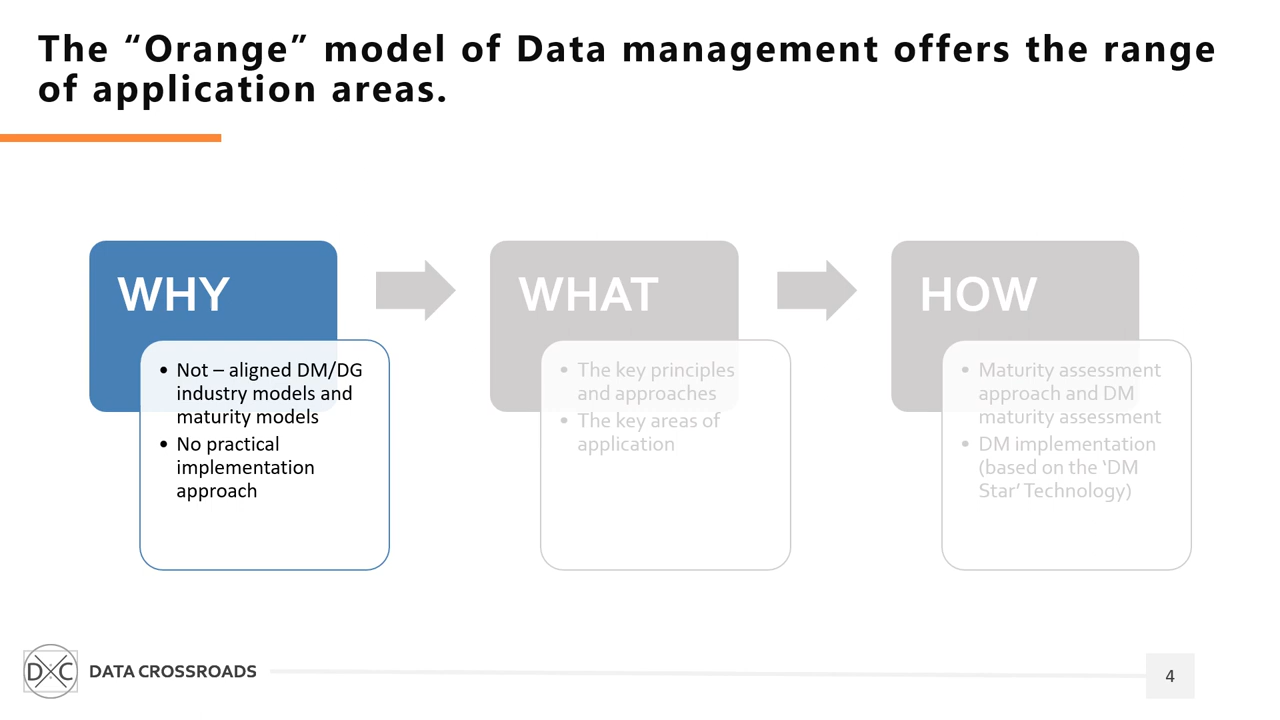 The “Orange” model of Data management offers the range
of application areas.
WHY
• Not – aligned DM/DG
industry models and
maturity models
• No practical
implementation
approach
WHAT
• The key principles
and approaches
• The key areas of
application
HOW
• Maturity assessment
approach and DM
maturity assessment
• DM implementation
(based on the ‘DM
Star’ Technology)
DXC
DATA CROSSROADS
4